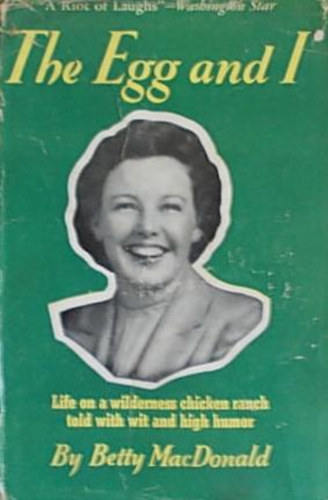 "A Riot of Laughs"—Washington Star
The Egg and I
Life on a wilderness chicken ranch
told with wit and high humor
By Betty MacDonald